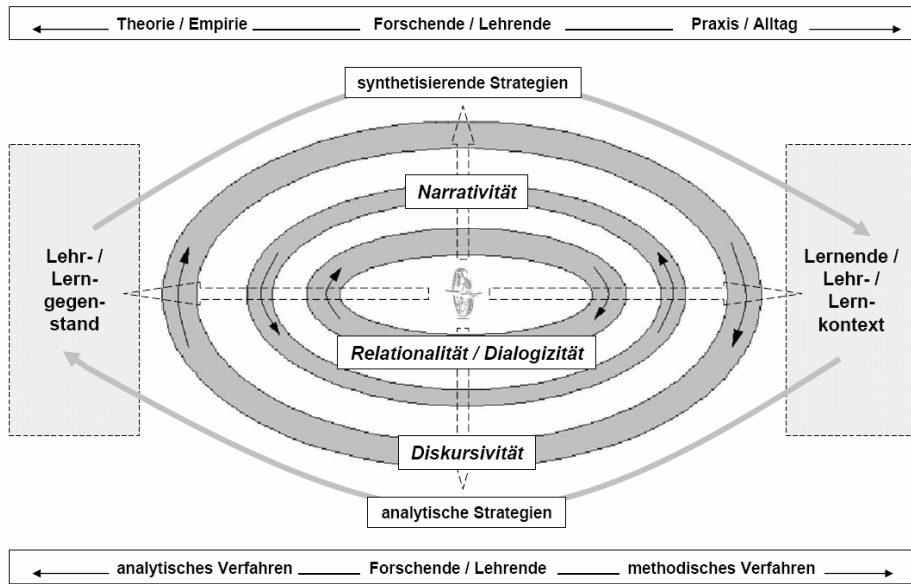 Theorie / Empirie Forschende / Lehrende Praxis / Alltag
synthetisierende Strategien
Narrativität
Lehr- /
Lern-
gegen-
stand
Lernende /
Lehr- /
Lern-
kontext
Relationalität / Dialogizität
Diskursivität
analytische Strategien
analytisches Verfahren Forschende / Lehrende methodisches Verfahren